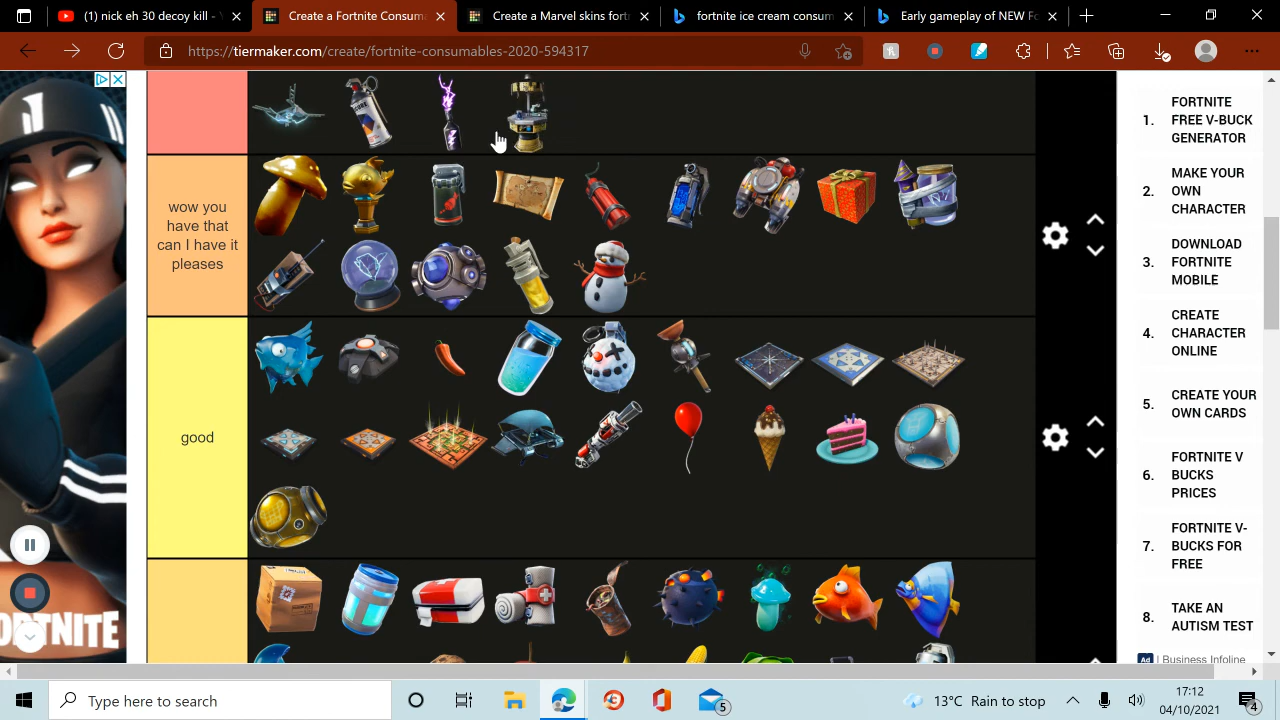 (1) nick eh 30 decoy kill - Y
Create a Fortnite Consum
Create a Marvel skins fort
fortnite ice cream consum
Early gameplay of NEW Fo
https://tiermaker.com/create/fortnite-consumables-2020-594317
wow you
have that
can I have it
pleases
good
FORTNITE
1. FORTNITE
FREE V-BUCK
GENERATOR
2. MAKE YOUR
OWN
CHARACTER
3. DOWNLOAD
FORTNITE
MOBILE
4. CREATE
CHARACTER
ONLINE
5. CREATE YOUR
OWN CARDS
6. FORTNITE V
BUCKS
PRICES
7. FORTNITE V-
BUCKS FOR
FREE
8. TAKE AN
AUTISM TEST
Ad | Business Infoline
Type here to search
5
13°C Rain to stop
17:12
04/10/2021
4